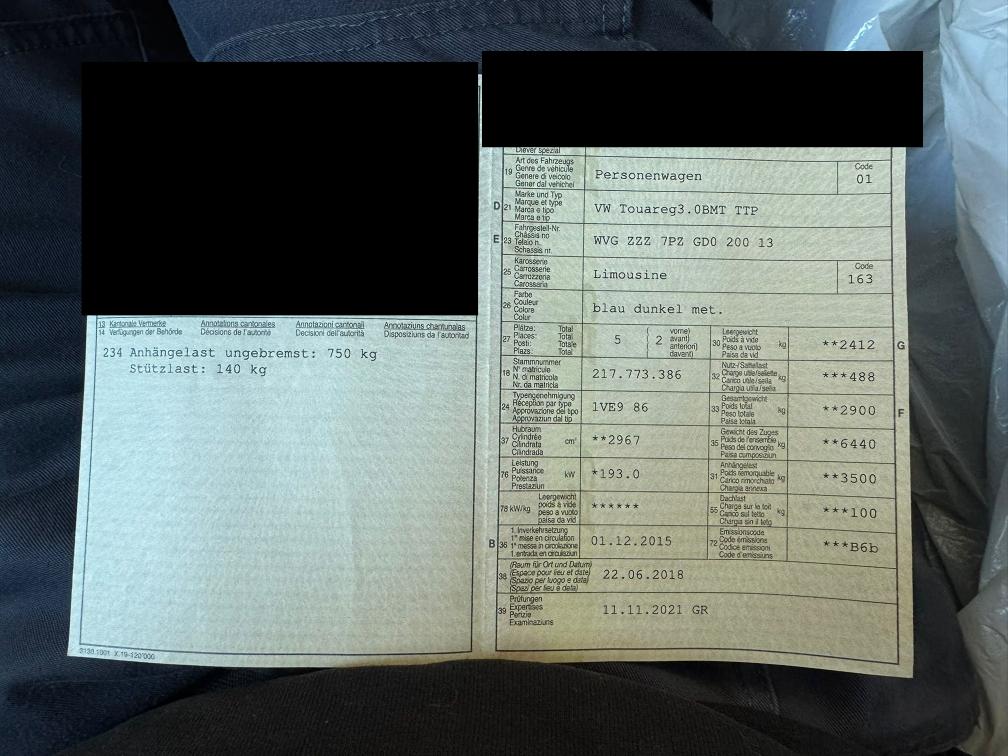 13 Kantonale Vermerke Annotations cantonales Annotazioni cantonali Annotaziuns chantunalas
14 Verfügungen der Behörde Décisions de l'autorité Decisioni dell'autorità Disposiziuns da l'autoritad
234 Anhängelast ungebremst: 750 kg
Stützlast: 140 kg
3130.1001 X.19-120'000
Diever spezial
19 Art des Fahrzeugs
Genre de véhicule
Genere di veicolo
Gener dal vehichel
Personenwagen
Code
01
D 21 Marke und Typ
Marque et type
Marca e tipo
Marca e tip
VW Touareg3.0BMT TTP
E 23 Fahrgestell-Nr.
Châssis no
Telaio n.
Schassis nr.
WVG ZZZ 7PZ GD0 200 13
25 Karosserie
Carrosserie
Carrozzeria
Carossaria
Limousine
Code
163
26 Farbe
Couleur
Colore
Colur
blau dunkel met.
27 Plätze: Total
Places: Total
Posti: Totale
Plazs: Total
5
( 2 vorne)
avant)
anteriori)
davant)
30 Leergewicht
Poids à vide
Peso a vuoto
Paisa da vid
kg
**2412
G
18 Stammnummer
N° matricule
N. di matricola
Nr. da matricla
217.773.386
32 Nutz-/Sattellast
Charge utile/sellette
Carico utile/sella
Chargia utila/sella
kg
***488
24 Typengenehmigung
Réception par type
Approvazione del tipo
Approvaziun dal tip
1VE9 86
33 Gesamtgewicht
Poids total
Peso totale
Paisa totala
kg
**2900
F
37 Hubraum
Cylindrée
Cilindrata
Cilindrada
cm³
**2967
35 Gewicht des Zuges
Poids de l'ensemble
Peso del convoglio
Paisa cumposiziun
kg
**6440
76 Leistung
Puissance
Potenza
Prestaziun
kW
*193.0
31 Anhängelast
Poids remorquable
Carico rimorchiato
Chargia annexa
kg
**3500
78 kW/kg Leergewicht
poids à vide
peso a vuoto
paisa da vid
******
55 Dachlast
Charge sur le toit
Carico sul tetto
Chargia sin il tetg
kg
***100
B 36 1. Inverkehrsetzung
1re mise en circulation
1a messa in circolazione
1. entrada en circulaziun
01.12.2015
72 Emissionscode
Code émissions
Codice emissioni
Code d'emissiuns
***B6b
38 (Raum für Ort und Datum)
(Espace pour lieu et date)
(Spazio per luogo e data)
(Spazi per lieu e data)
22.06.2018
39 Prüfungen
Expertises
Perizie
Examinaziuns
11.11.2021 GR